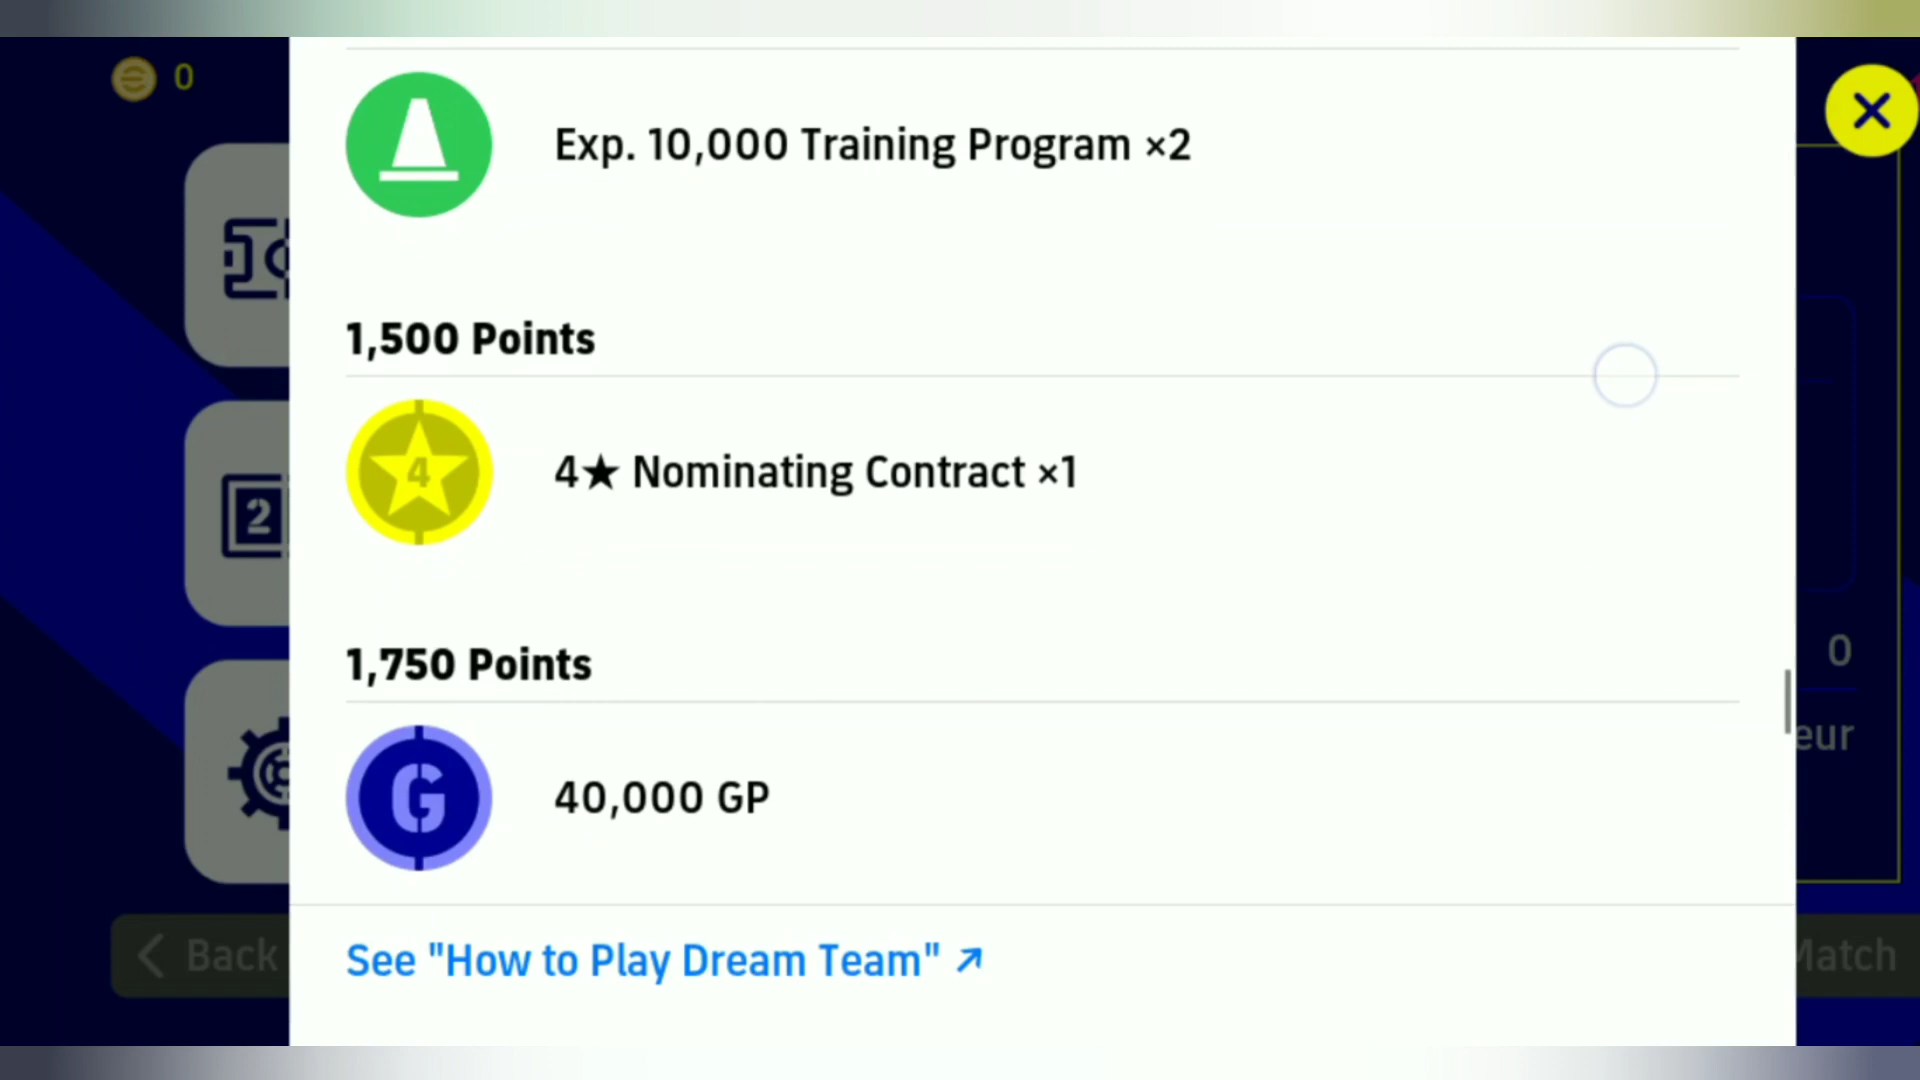 0
Exp. 10,000 Training Program ×2
1,500 Points
4
4★ Nominating Contract ×1
2
1,750 Points
0
eur
G
40,000 GP
Back
See "How to Play Dream Team" ↗
Match